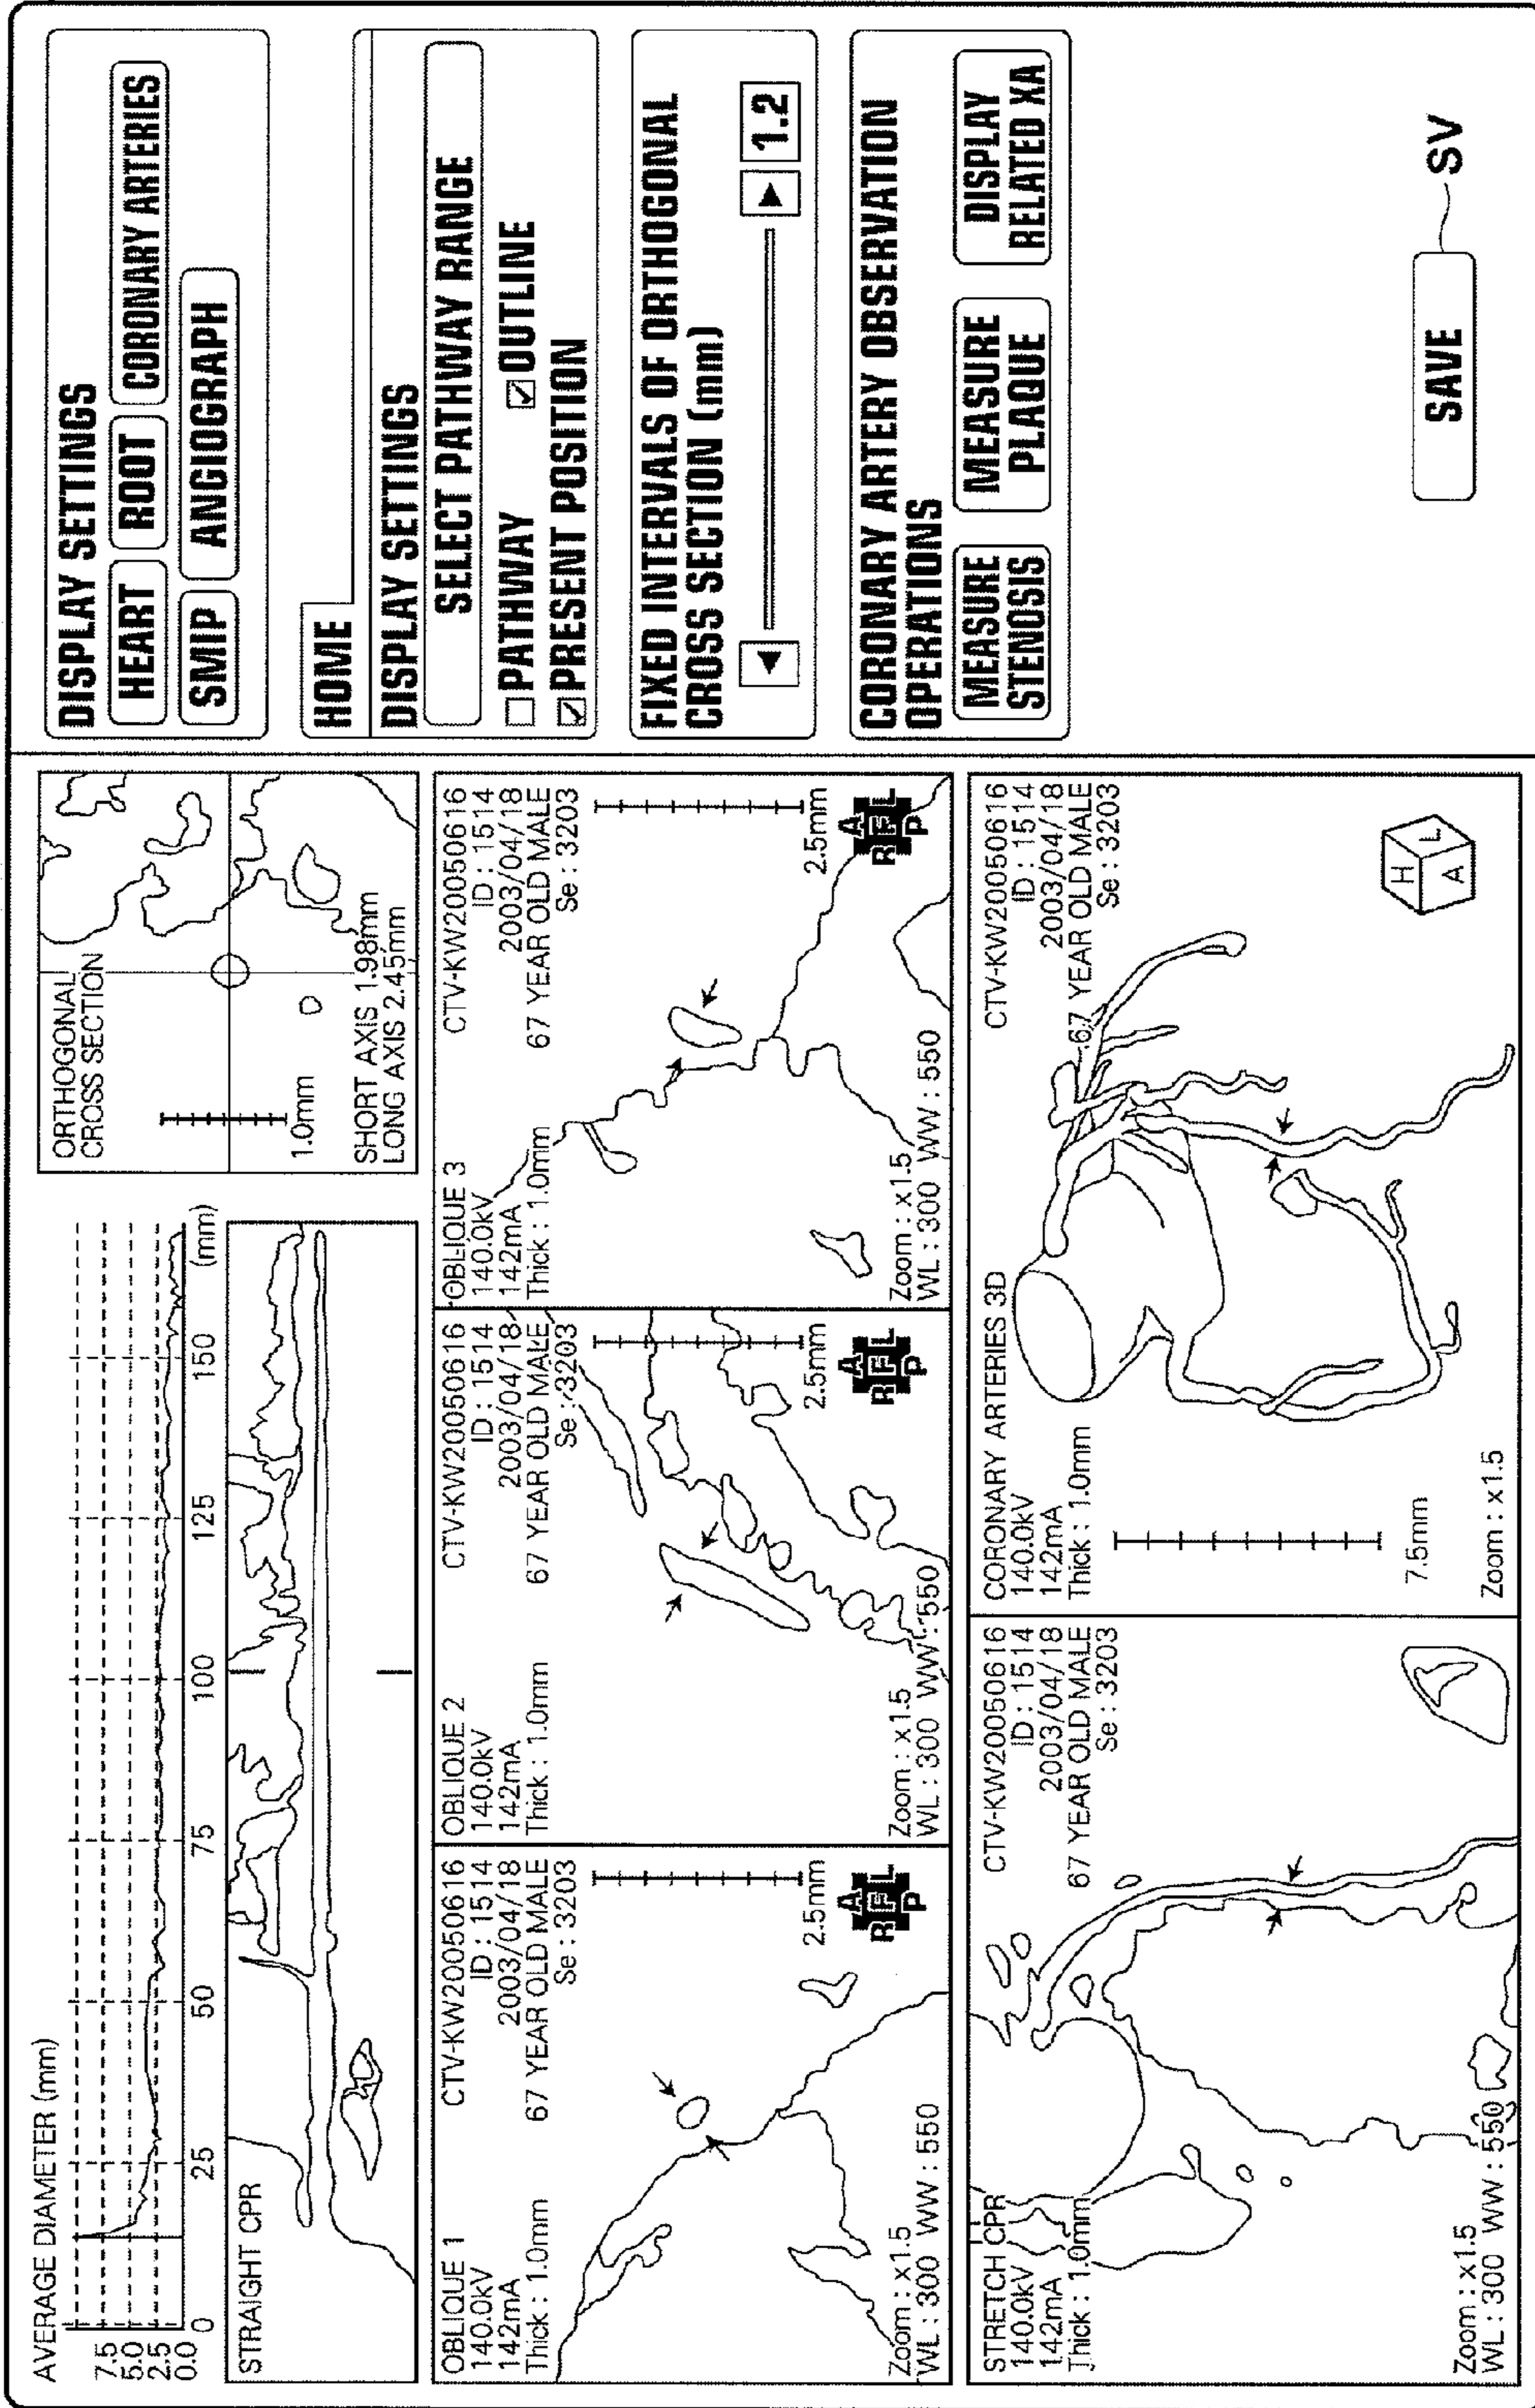 AVERAGE DIAMETER (mm)
7.5
5.0
2.5
0.0
0 25 50 75 100 125 150 (mm)
STRAIGHT CPR
ORTHOGONAL
CROSS SECTION
1.0mm
SHORT AXIS 1.98mm
LONG AXIS 2.45mm
OBLIQUE 1
140.0kV
142mA
Thick : 1.0mm
CTV-KW20050616
ID : 1514
2003/04/18
67 YEAR OLD MALE
Se : 3203
2.5mm
A
R F L
P
Zoom : x1.5
WL : 300 WW : 550
OBLIQUE 2
140.0kV
142mA
Thick : 1.0mm
CTV-KW20050616
ID : 1514
2003/04/18
67 YEAR OLD MALE
Se : 3203
2.5mm
A
R F L
P
Zoom : x1.5
WL : 300 WW : 550
OBLIQUE 3
140.0kV
142mA
Thick : 1.0mm
CTV-KW20050616
ID : 1514
2003/04/18
67 YEAR OLD MALE
Se : 3203
2.5mm
A
R F L
P
Zoom : x1.5
WL : 300 WW : 550
STRETCH CPR
140.0kV
142mA
Thick : 1.0mm
CTV-KW20050616
ID : 1514
2003/04/18
67 YEAR OLD MALE
Se : 3203
Zoom : x1.5
WL : 300 WW : 550
CORONARY ARTERIES 3D
140.0kV
142mA
Thick : 1.0mm
CTV-KW20050616
ID : 1514
2003/04/18
67 YEAR OLD MALE
Se : 3203
7.5mm
Zoom : x1.5
H
A L
DISPLAY SETTINGS
HEART ROOT CORONARY ARTERIES
SMIP ANGIOGRAPH
HOME
DISPLAY SETTINGS
SELECT PATHWAY RANGE
PATHWAY OUTLINE
PRESENT POSITION
FIXED INTERVALS OF ORTHOGONAL
CROSS SECTION (mm)
1.2
CORONARY ARTERY OBSERVATION
OPERATIONS
MEASURE
STENOSIS
MEASURE
PLAQUE
DISPLAY
RELATED XA
SAVE
SV